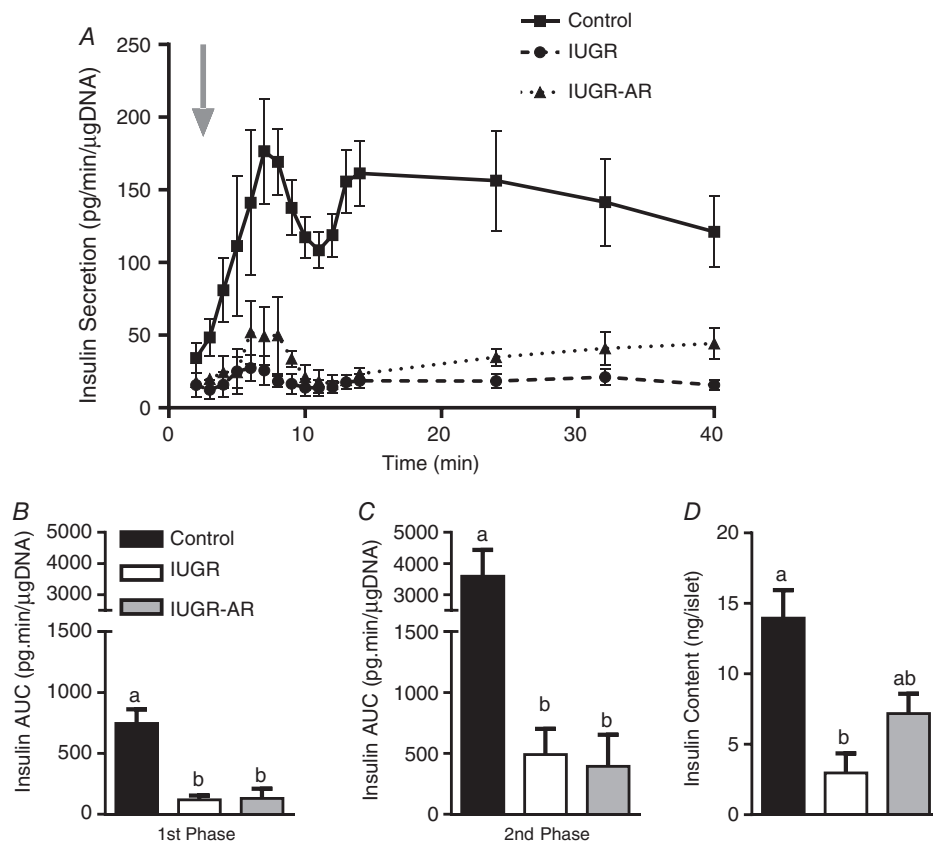 A
Control
IUGR
IUGR-AR
Insulin Secretion (pg/min/µgDNA)
250
200
150
100
50
0
0
10
20
30
40
Time (min)
B
Insulin AUC (pg.min/µgDNA)
5000
4000
3000
1500
1000
500
0
Control
IUGR
IUGR-AR
a
b
b
1st Phase
C
Insulin AUC (pg.min/µgDNA)
5000
4000
3000
1500
1000
500
0
a
b
b
2nd Phase
D
Insulin Content (ng/islet)
20
15
10
5
0
a
b
ab